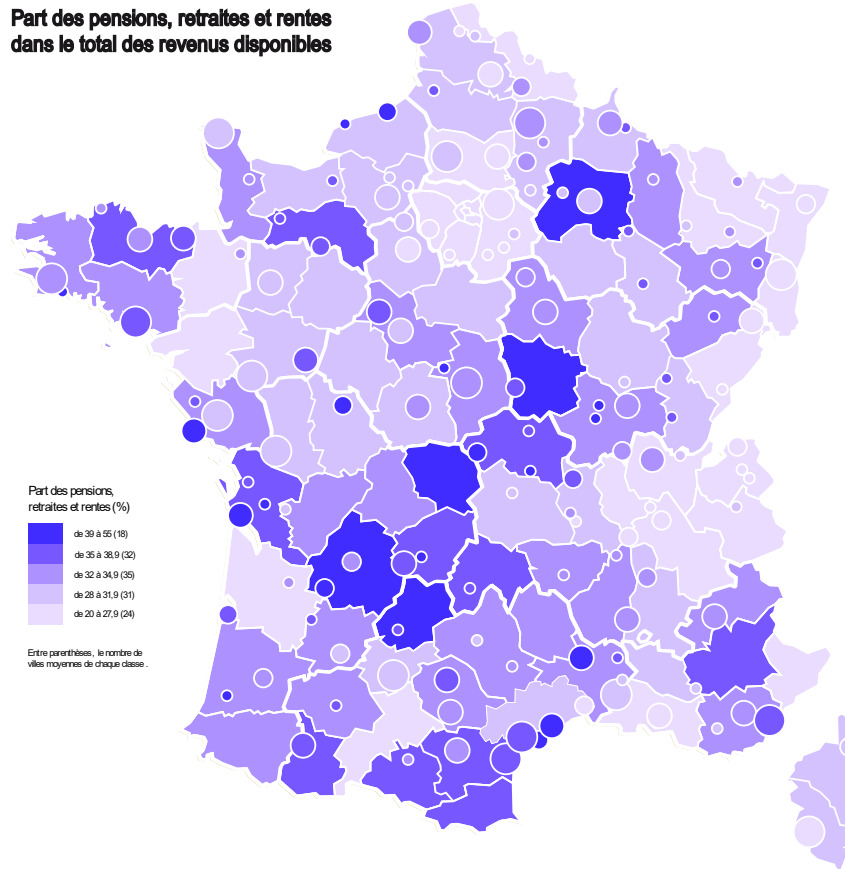 Part des pensions, retraites et rentes
dans le total des revenus disponibles
Part des pensions,
retraites et rentes (%)
de 39 à 55 (18)
de 35 à 38,9 (32)
de 32 à 34,9 (35)
de 28 à 31,9 (31)
de 20 à 27,9 (24)
Entre parenthèses, le nombre de
villes moyennes de chaque classe .